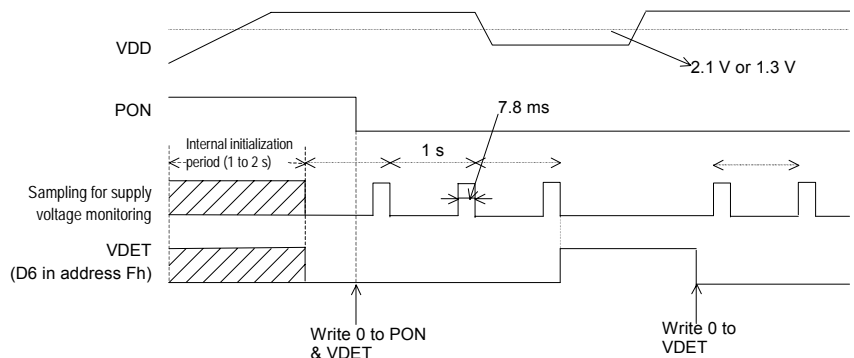 VDD
2.1 V or 1.3 V
PON
7.8 ms
Internal initialization
period (1 to 2 s)
1 s
Sampling for supply
voltage monitoring
VDET
(D6 in address Fh)
Write 0 to PON
& VDET
Write 0 to
VDET